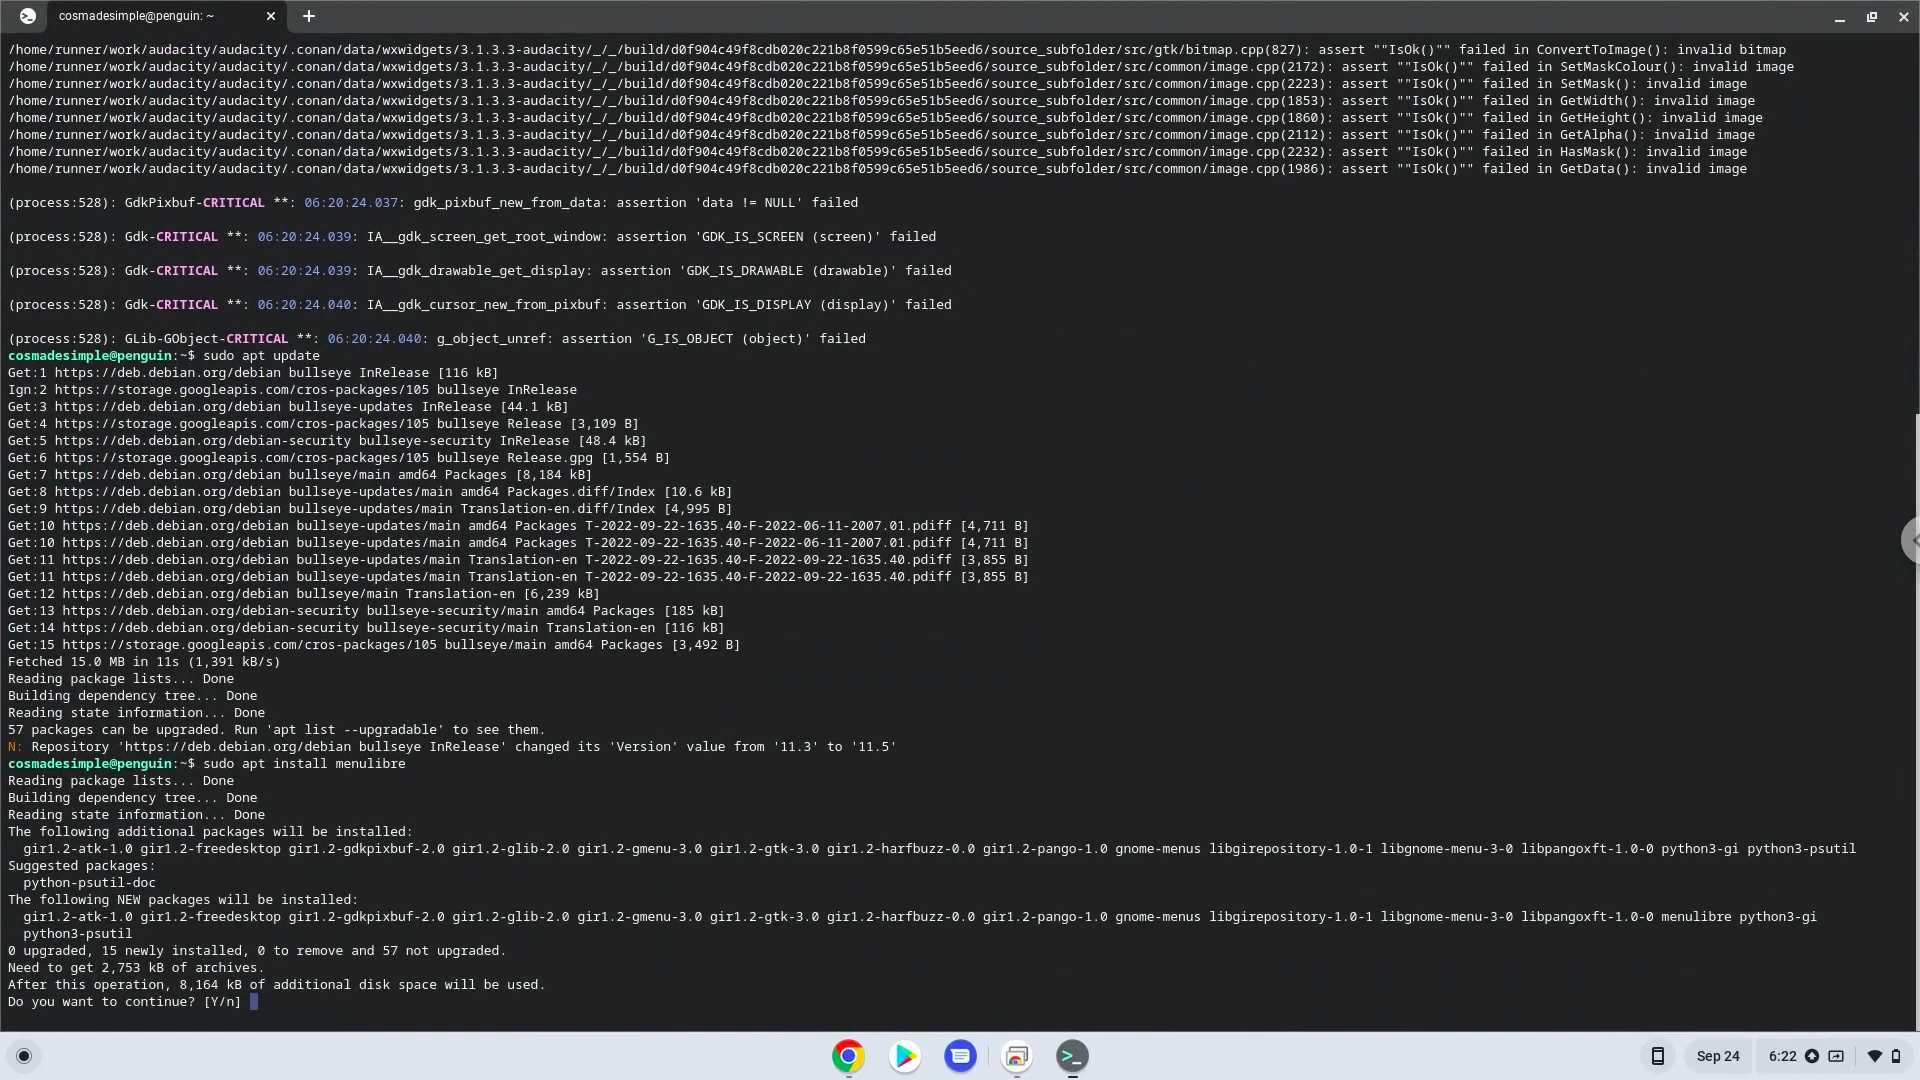 cosmadesimple@penguin: ~
/home/runner/work/audacity/audacity/.conan/data/wxwidgets/3.1.3.3-audacity/_/_/build/d0f904c49f8cdb020c221b8f0599c65e51b5eed6/source_subfolder/src/gtk/bitmap.cpp(827): assert ""IsOk()"" failed in ConvertToImage(): invalid bitmap
/home/runner/work/audacity/audacity/.conan/data/wxwidgets/3.1.3.3-audacity/_/_/build/d0f904c49f8cdb020c221b8f0599c65e51b5eed6/source_subfolder/src/common/image.cpp(2172): assert ""IsOk()"" failed in SetMaskColour(): invalid image
/home/runner/work/audacity/audacity/.conan/data/wxwidgets/3.1.3.3-audacity/_/_/build/d0f904c49f8cdb020c221b8f0599c65e51b5eed6/source_subfolder/src/common/image.cpp(2223): assert ""IsOk()"" failed in SetMask(): invalid image
/home/runner/work/audacity/audacity/.conan/data/wxwidgets/3.1.3.3-audacity/_/_/build/d0f904c49f8cdb020c221b8f0599c65e51b5eed6/source_subfolder/src/common/image.cpp(1853): assert ""IsOk()"" failed in GetWidth(): invalid image
/home/runner/work/audacity/audacity/.conan/data/wxwidgets/3.1.3.3-audacity/_/_/build/d0f904c49f8cdb020c221b8f0599c65e51b5eed6/source_subfolder/src/common/image.cpp(1860): assert ""IsOk()"" failed in GetHeight(): invalid image
/home/runner/work/audacity/audacity/.conan/data/wxwidgets/3.1.3.3-audacity/_/_/build/d0f904c49f8cdb020c221b8f0599c65e51b5eed6/source_subfolder/src/common/image.cpp(2112): assert ""IsOk()"" failed in GetAlpha(): invalid image
/home/runner/work/audacity/audacity/.conan/data/wxwidgets/3.1.3.3-audacity/_/_/build/d0f904c49f8cdb020c221b8f0599c65e51b5eed6/source_subfolder/src/common/image.cpp(2232): assert ""IsOk()"" failed in HasMask(): invalid image
/home/runner/work/audacity/audacity/.conan/data/wxwidgets/3.1.3.3-audacity/_/_/build/d0f904c49f8cdb020c221b8f0599c65e51b5eed6/source_subfolder/src/common/image.cpp(1986): assert ""IsOk()"" failed in GetData(): invalid image
(process:528): GdkPixbuf-CRITICAL **: 06:20:24.037: gdk_pixbuf_new_from_data: assertion 'data != NULL' failed
(process:528): Gdk-CRITICAL **: 06:20:24.039: IA__gdk_screen_get_root_window: assertion 'GDK_IS_SCREEN (screen)' failed
(process:528): Gdk-CRITICAL **: 06:20:24.039: IA__gdk_drawable_get_display: assertion 'GDK_IS_DRAWABLE (drawable)' failed
(process:528): Gdk-CRITICAL **: 06:20:24.040: IA__gdk_cursor_new_from_pixbuf: assertion 'GDK_IS_DISPLAY (display)' failed
(process:528): GLib-GObject-CRITICAL **: 06:20:24.040: g_object_unref: assertion 'G_IS_OBJECT (object)' failed
cosmadesimple@penguin:~$ sudo apt update
Get:1 https://deb.debian.org/debian bullseye InRelease [116 kB]
Ign:2 https://storage.googleapis.com/cros-packages/105 bullseye InRelease
Get:3 https://deb.debian.org/debian bullseye-updates InRelease [44.1 kB]
Get:4 https://storage.googleapis.com/cros-packages/105 bullseye Release [3,109 B]
Get:5 https://deb.debian.org/debian-security bullseye-security InRelease [48.4 kB]
Get:6 https://storage.googleapis.com/cros-packages/105 bullseye Release.gpg [1,554 B]
Get:7 https://deb.debian.org/debian bullseye/main amd64 Packages [8,184 kB]
Get:8 https://deb.debian.org/debian bullseye-updates/main amd64 Packages.diff/Index [10.6 kB]
Get:9 https://deb.debian.org/debian bullseye-updates/main Translation-en.diff/Index [4,995 B]
Get:10 https://deb.debian.org/debian bullseye-updates/main amd64 Packages T-2022-09-22-1635.40-F-2022-06-11-2007.01.pdiff [4,711 B]
Get:10 https://deb.debian.org/debian bullseye-updates/main amd64 Packages T-2022-09-22-1635.40-F-2022-06-11-2007.01.pdiff [4,711 B]
Get:11 https://deb.debian.org/debian bullseye-updates/main Translation-en T-2022-09-22-1635.40-F-2022-09-22-1635.40.pdiff [3,855 B]
Get:11 https://deb.debian.org/debian bullseye-updates/main Translation-en T-2022-09-22-1635.40-F-2022-09-22-1635.40.pdiff [3,855 B]
Get:12 https://deb.debian.org/debian bullseye/main Translation-en [6,239 kB]
Get:13 https://deb.debian.org/debian-security bullseye-security/main amd64 Packages [185 kB]
Get:14 https://deb.debian.org/debian-security bullseye-security/main Translation-en [116 kB]
Get:15 https://storage.googleapis.com/cros-packages/105 bullseye/main amd64 Packages [3,492 B]
Fetched 15.0 MB in 11s (1,391 kB/s)
Reading package lists... Done
Building dependency tree... Done
Reading state information... Done
57 packages can be upgraded. Run 'apt list --upgradable' to see them.
N: Repository 'https://deb.debian.org/debian bullseye InRelease' changed its 'Version' value from '11.3' to '11.5'
cosmadesimple@penguin:~$ sudo apt install menulibre
Reading package lists... Done
Building dependency tree... Done
Reading state information... Done
The following additional packages will be installed:
gir1.2-atk-1.0 gir1.2-freedesktop gir1.2-gdkpixbuf-2.0 gir1.2-glib-2.0 gir1.2-gmenu-3.0 gir1.2-gtk-3.0 gir1.2-harfbuzz-0.0 gir1.2-pango-1.0 gnome-menus libgirepository-1.0-1 libgnome-menu-3-0 libpangoxft-1.0-0 python3-gi python3-psutil
Suggested packages:
python-psutil-doc
The following NEW packages will be installed:
gir1.2-atk-1.0 gir1.2-freedesktop gir1.2-gdkpixbuf-2.0 gir1.2-glib-2.0 gir1.2-gmenu-3.0 gir1.2-gtk-3.0 gir1.2-harfbuzz-0.0 gir1.2-pango-1.0 gnome-menus libgirepository-1.0-1 libgnome-menu-3-0 libpangoxft-1.0-0 menulibre python3-gi
python3-psutil
0 upgraded, 15 newly installed, 0 to remove and 57 not upgraded.
Need to get 2,753 kB of archives.
After this operation, 8,164 kB of additional disk space will be used.
Do you want to continue? [Y/n]
Sep 24
6:22